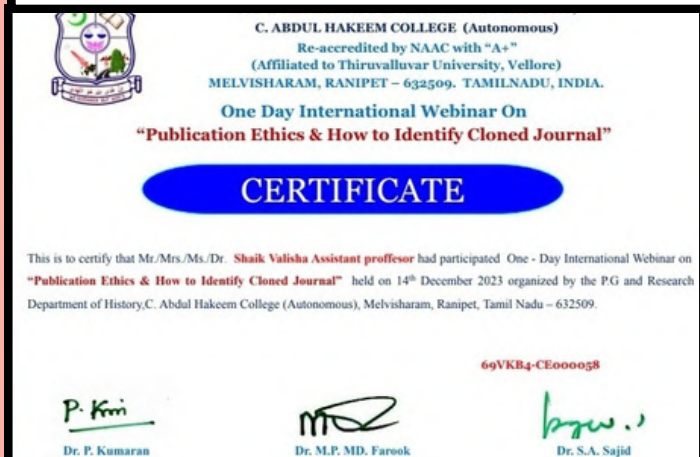 C. ABDUL HAKEEM COLLEGE (Autonomous)
Re-accredited by NAAC with “A+”
(Affiliated to Thiruvalluvar University, Vellore)
MELVISHARAM, RANIPET – 632509. TAMILNADU, INDIA.
One Day International Webinar On
“Publication Ethics & How to Identify Cloned Journal”
CERTIFICATE
This is to certify that Mr./Mrs./Ms./Dr. Shaik Valisha Assistant proffesor had participated One - Day International Webinar on
“Publication Ethics & How to Identify Cloned Journal” held on 14th December 2023 organized by the P.G and Research
Department of History,C. Abdul Hakeem College (Autonomous), Melvisharam, Ranipet, Tamil Nadu – 632509.
69VKB4-CE000058
Dr. P. Kumaran
Dr. M.P. MD. Farook
Dr. S.A. Sajid